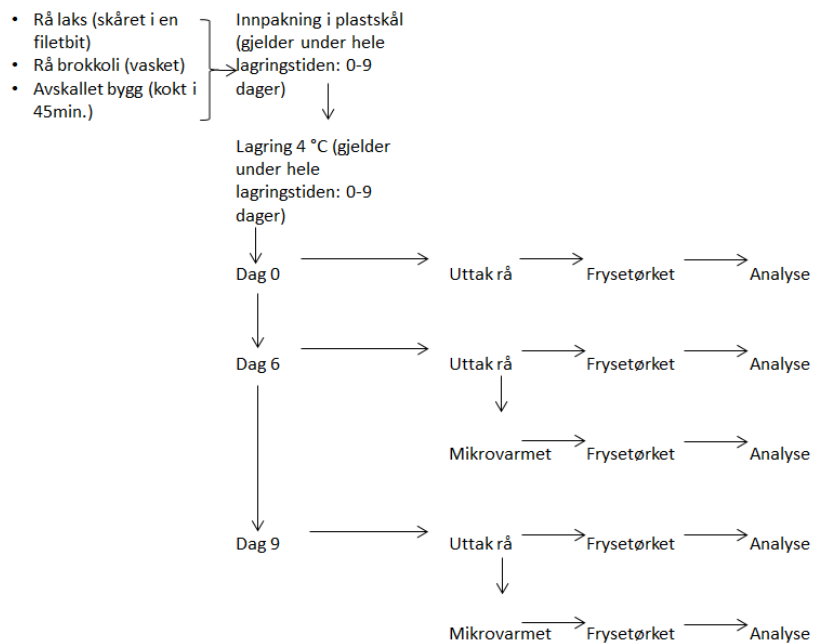 • Rå laks (skåret i en
filetbit)
• Rå brokkoli (vasket)
• Avskallet bygg (kokt i
45min.)
Innpakning i plastskål
(gjelder under hele
lagringstiden: 0-9
dager)
Lagring 4 °C (gjelder
under hele
lagringstiden: 0-9
dager)
Dag 0 Uttak rå Frysetørket Analyse
Dag 6 Uttak rå Frysetørket Analyse
Mikrovarmet Frysetørket Analyse
Dag 9 Uttak rå Frysetørket Analyse
Mikrovarmet Frysetørket Analyse